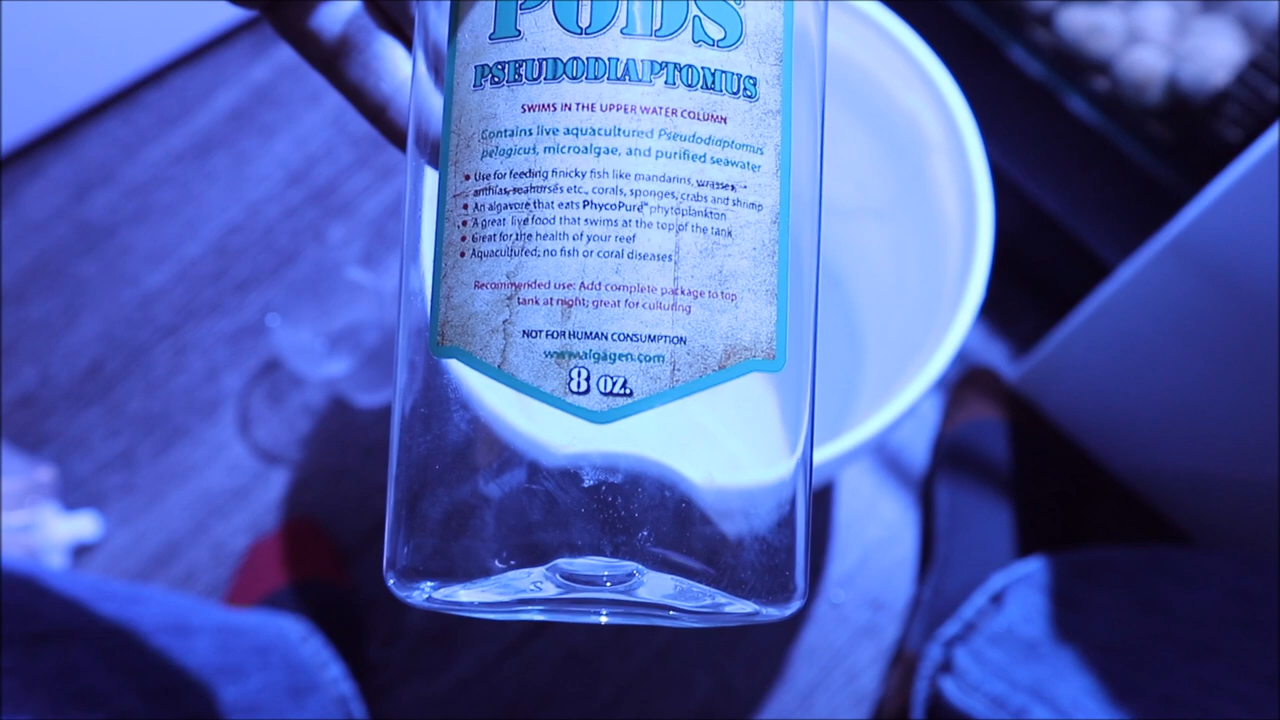 PODS
PSEUDODIAPTOMUS
SWIMS IN THE UPPER WATER COLUMN
Contains live aquacultured Pseudodiaptomus
pelagicus, microalgae, and purified seawater
• Use for feeding finicky fish like mandarins, wrasses,
anthias, seahorses etc., corals, sponges, crabs and shrimp
• An algavore that eats PhycoPure™ phytoplankton
• A great live food that swims at the top of the tank
• Great for the health of your reef
• Aquacultured; no fish or coral diseases
Recommended use: Add complete package to top
tank at night; great for culturing
NOT FOR HUMAN CONSUMPTION
www.algagen.com
8 oz.